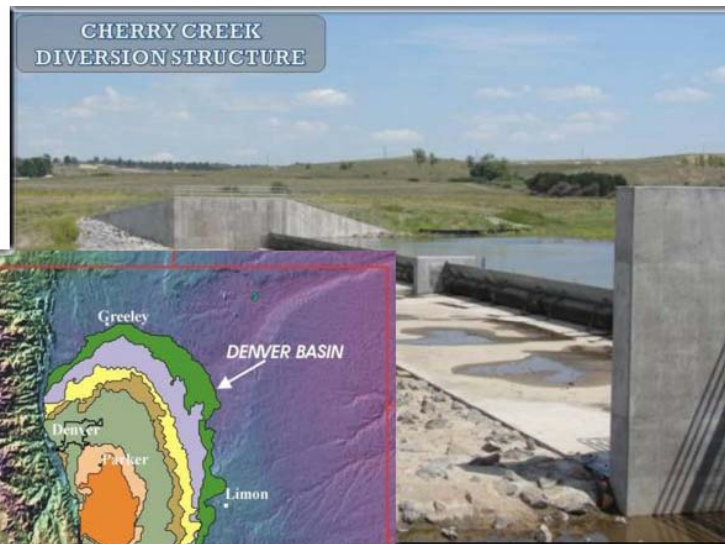 CHERRY CREEK
DIVERSION STRUCTURE
Greeley
DENVER BASIN
Denver
Parker
Limon